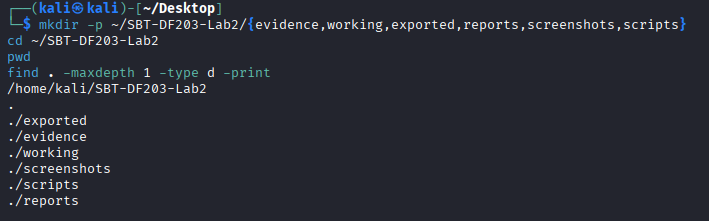 ┌──(kali㉿kali)-[~/Desktop]
└─$ mkdir -p ~/SBT-DF203-Lab2/{evidence,working,exported,reports,screenshots,scripts}
cd ~/SBT-DF203-Lab2
pwd
find . -maxdepth 1 -type d -print
/home/kali/SBT-DF203-Lab2
.
./exported
./evidence
./working
./screenshots
./scripts
./reports